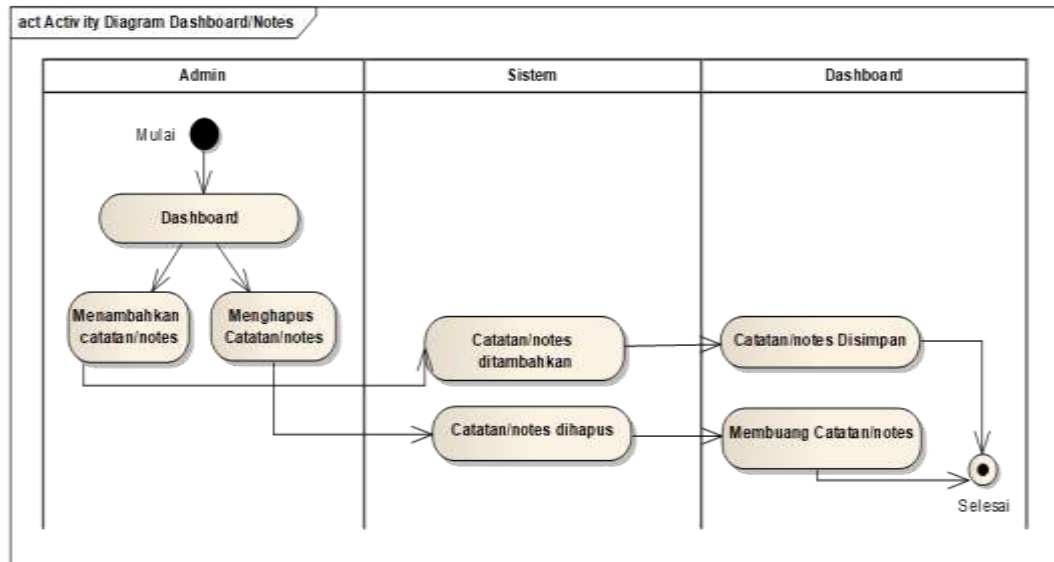 act Activity Diagram Dashboard/Notes
Admin
Sistem
Dashboard
Mulai
Dashboard
Menambahkan
catatan/notes
Menghapus
Catatan/notes
Catatan/notes
ditambahkan
Catatan/notes Disimpan
Catatan/notes dihapus
Membuang Catatan/notes
Selesai